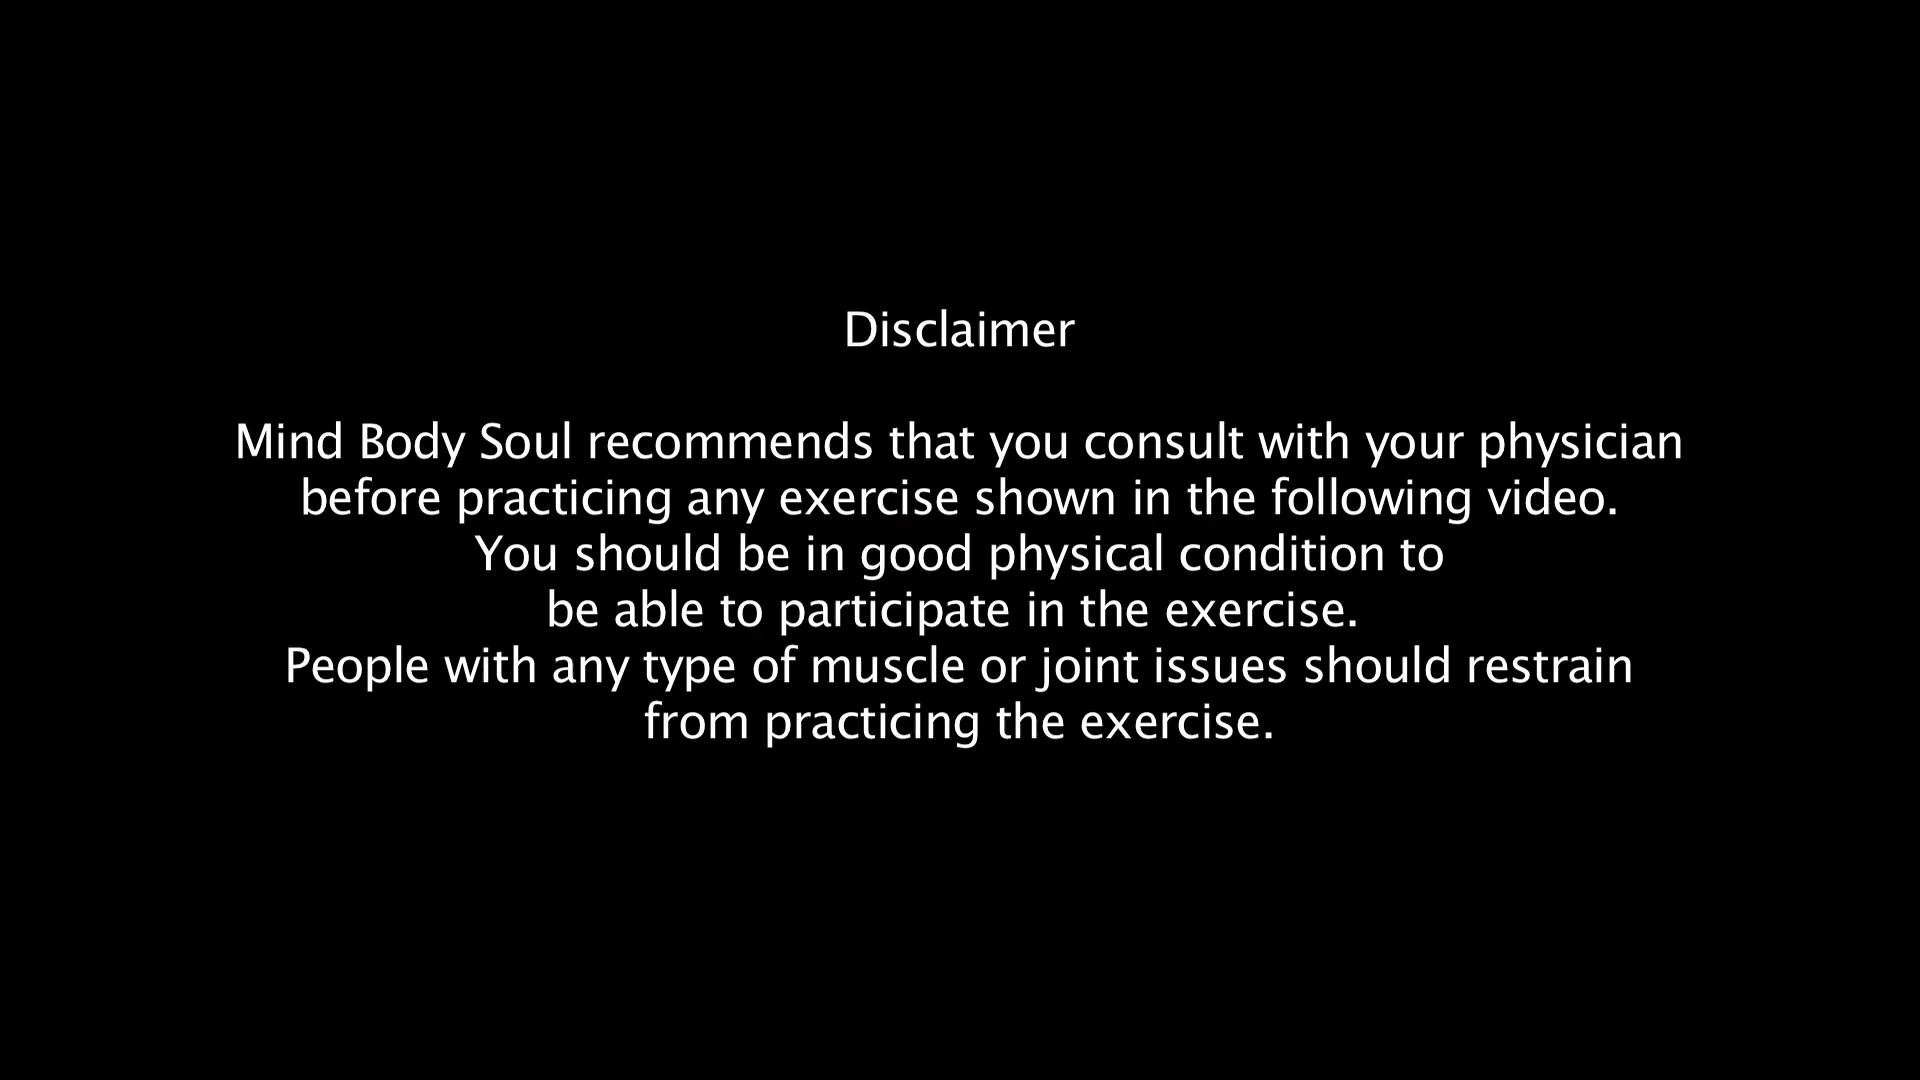 Disclaimer
Mind Body Soul recommends that you consult with your physician
before practicing any exercise shown in the following video.
You should be in good physical condition to
be able to participate in the exercise.
People with any type of muscle or joint issues should restrain
from practicing the exercise.